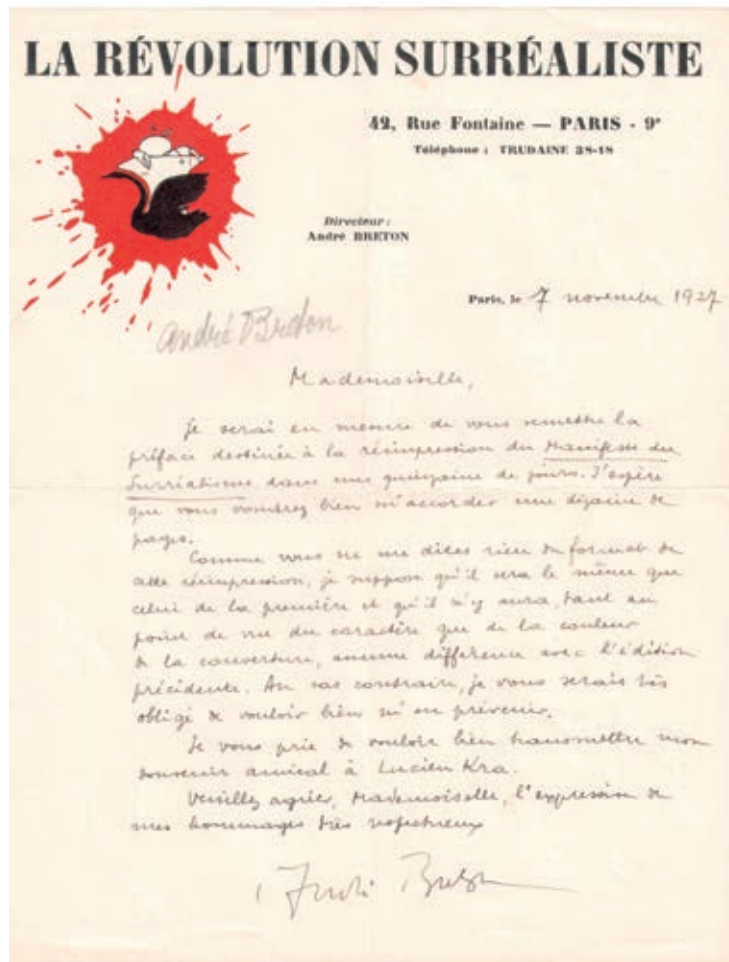 LA RÉVOLUTION SURRÉALISTE
42, Rue Fontaine — PARIS - 9e
Téléphone : TRUDAINE 38-18
Directeur :
André BRETON
Paris, le 7 novembre 1927
André Breton
Mademoiselle,
Je serai en mesure de vous remettre la
préface destinée à la réimpression du Manifeste du
Surréalisme dans une quinzaine de jours. J'espère
que vous voudrez bien m'accorder une dizaine de
pages.
Comme vous ne me dites rien du format de
cette réimpression, je suppose qu'il sera le même que
celui de la première et qu'il n'y aura, tant au
point de vue du caractère que de la couleur
de la couverture, aucune différence avec l'édition
précédente. Au cas contraire, je vous serais très
obligé de vouloir bien m'en prévenir.
Je vous prie de vouloir bien transmettre mon
souvenir amical à Lucien Kra.
Veuillez agréer, Mademoiselle, l'expression de
mes hommages très respectueux
André Breton